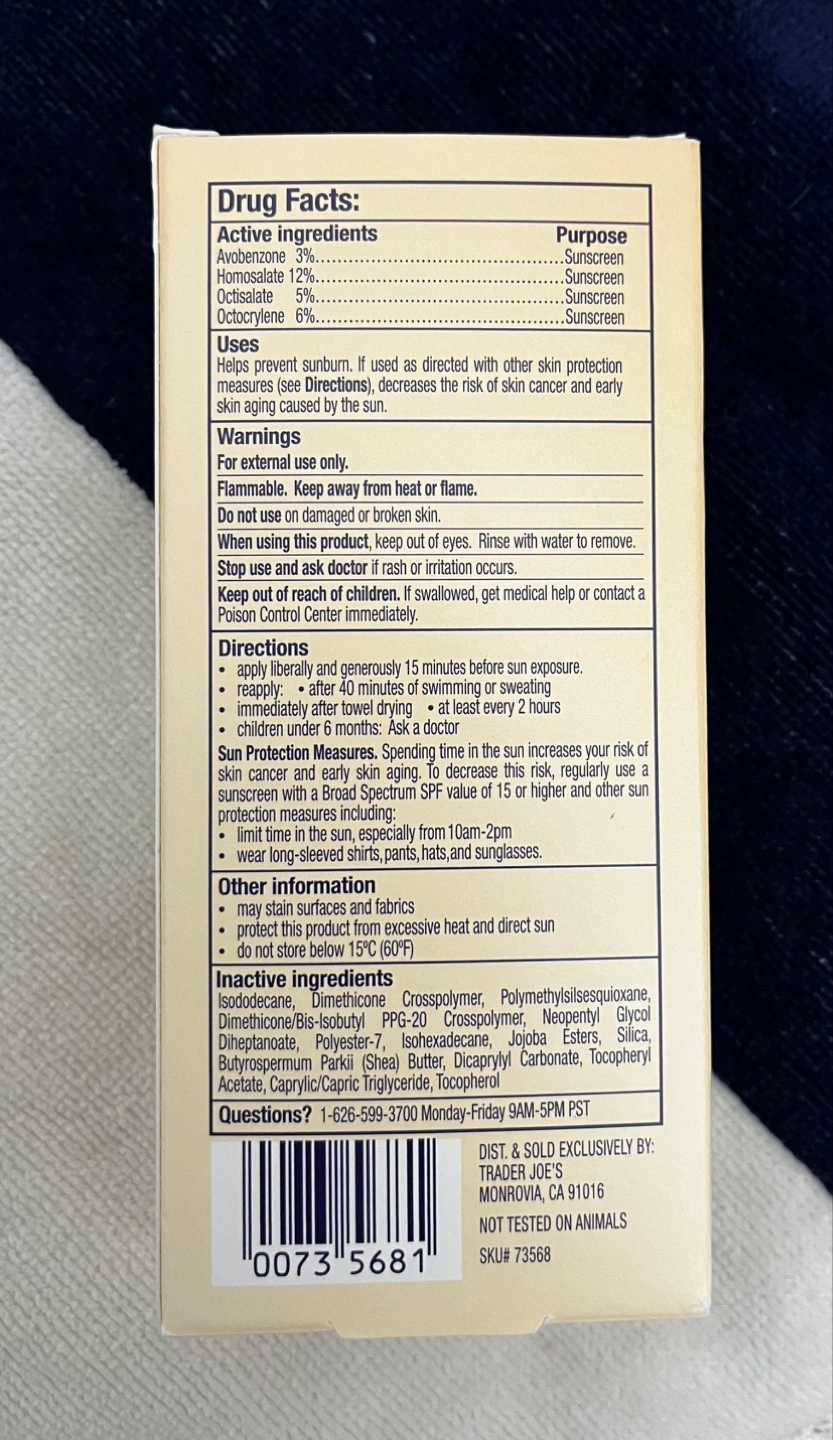 Drug Facts:
Active ingredients Purpose
Avobenzone 3%..........................................Sunscreen
Homosalate 12%..........................................Sunscreen
Octisalate 5%..........................................Sunscreen
Octocrylene 6%..........................................Sunscreen
Uses
Helps prevent sunburn. If used as directed with other skin protection
measures (see Directions), decreases the risk of skin cancer and early
skin aging caused by the sun.
Warnings
For external use only.
Flammable. Keep away from heat or flame.
Do not use on damaged or broken skin.
When using this product, keep out of eyes. Rinse with water to remove.
Stop use and ask doctor if rash or irritation occurs.
Keep out of reach of children. If swallowed, get medical help or contact a
Poison Control Center immediately.
Directions
• apply liberally and generously 15 minutes before sun exposure.
• reapply: • after 40 minutes of swimming or sweating
• immediately after towel drying • at least every 2 hours
• children under 6 months: Ask a doctor
Sun Protection Measures. Spending time in the sun increases your risk of
skin cancer and early skin aging. To decrease this risk, regularly use a
sunscreen with a Broad Spectrum SPF value of 15 or higher and other sun
protection measures including:
• limit time in the sun, especially from 10am-2pm
• wear long-sleeved shirts, pants, hats, and sunglasses.
Other information
• may stain surfaces and fabrics
• protect this product from excessive heat and direct sun
• do not store below 15ºC (60ºF)
Inactive ingredients
Isododecane, Dimethicone Crosspolymer, Polymethylsilsesquioxane,
Dimethicone/Bis-Isobutyl PPG-20 Crosspolymer, Neopentyl Glycol
Diheptanoate, Polyester-7, Isohexadecane, Jojoba Esters, Silica,
Butyrospermum Parkii (Shea) Butter, Dicaprylyl Carbonate, Tocopheryl
Acetate, Caprylic/Capric Triglyceride, Tocopherol
Questions? 1-626-599-3700 Monday-Friday 9AM-5PM PST
0073 5681
DIST. & SOLD EXCLUSIVELY BY:
TRADER JOE'S
MONROVIA, CA 91016
NOT TESTED ON ANIMALS
SKU# 73568